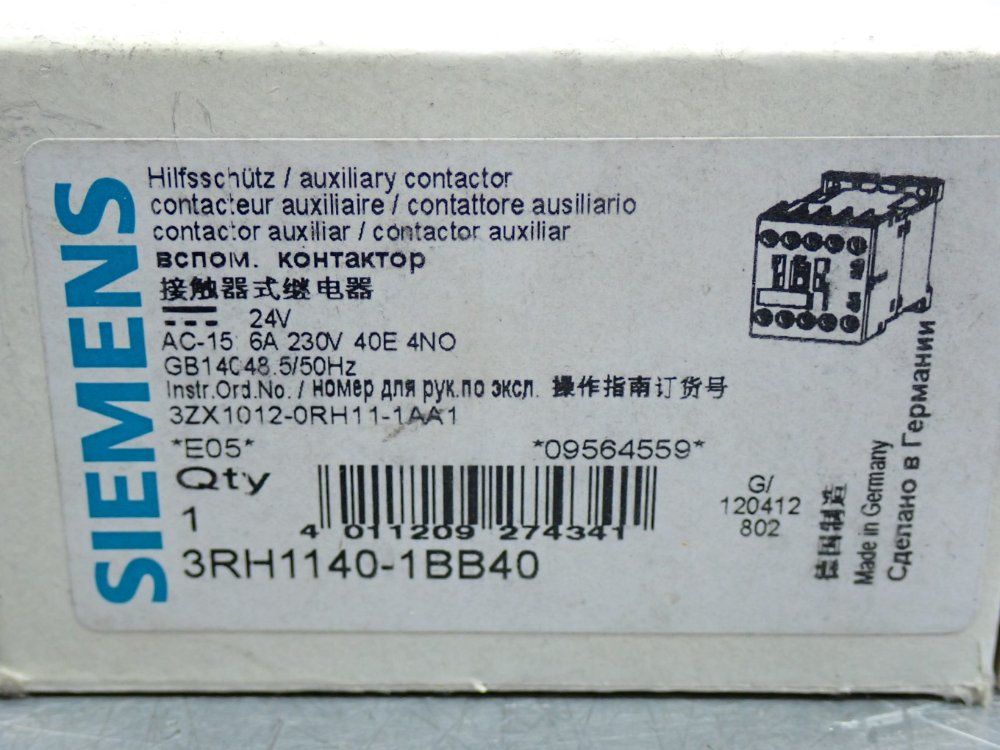 SIEMENS
Hilfsschütz / auxiliary contactor
contacteur auxiliaire / contattore ausiliario
contactor auxiliar / contactor auxiliar
вспом. контактор
接触器式继电器
24V
AC-15 6A 230V 40E 4NO
GB14048.5/50Hz
Instr.Ord.No. / номер для рук.по экспл. 操作指南订货号
3ZX1012-0RH11-1AA1
*E05* *09564559*
Qty
1
4 011209 274341
3RH1140-1BB40
G/
120412
802
德国制造
Made in Germany
Сделано в Германии